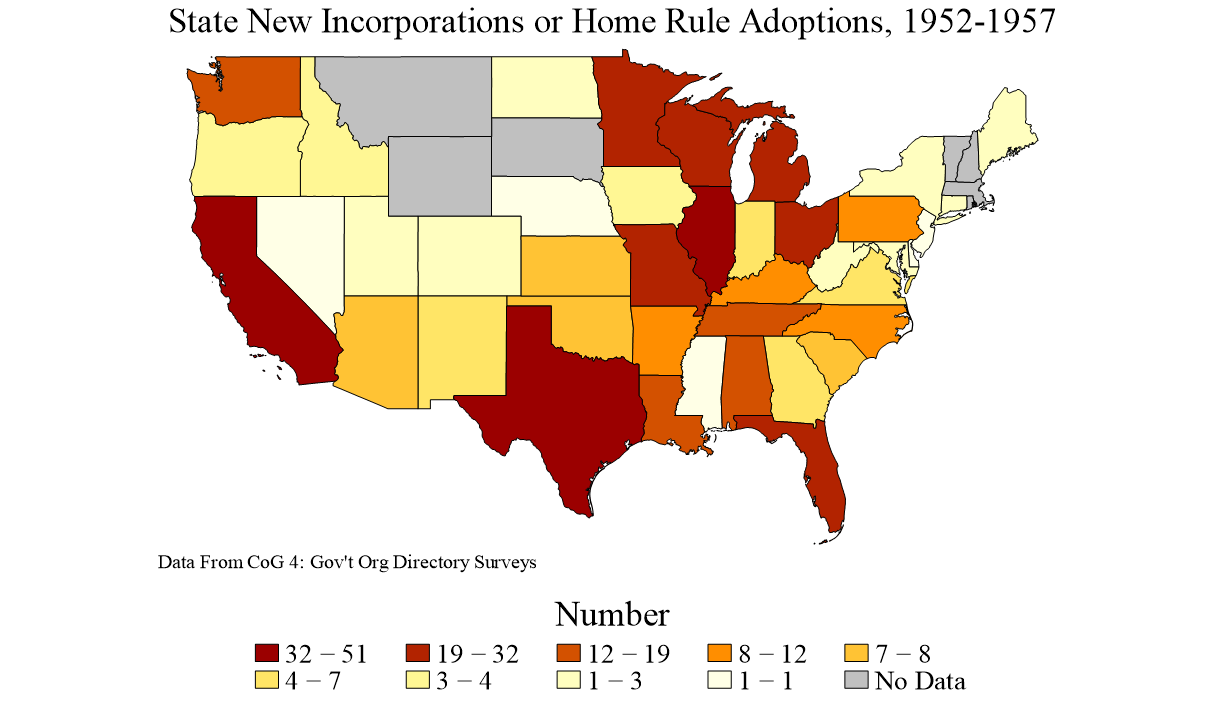 State New Incorporations or Home Rule Adoptions, 1952-1957
Data From CoG 4: Gov't Org Directory Surveys
Number
32 – 51 19 – 32 12 – 19 8 – 12 7 – 8
4 – 7 3 – 4 1 – 3 1 – 1 No Data